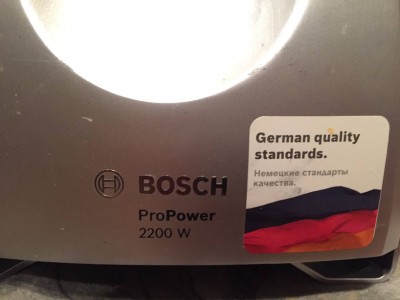 German quality
standards.
Немецкие стандарты
качества.
BOSCH
ProPower
2200 W